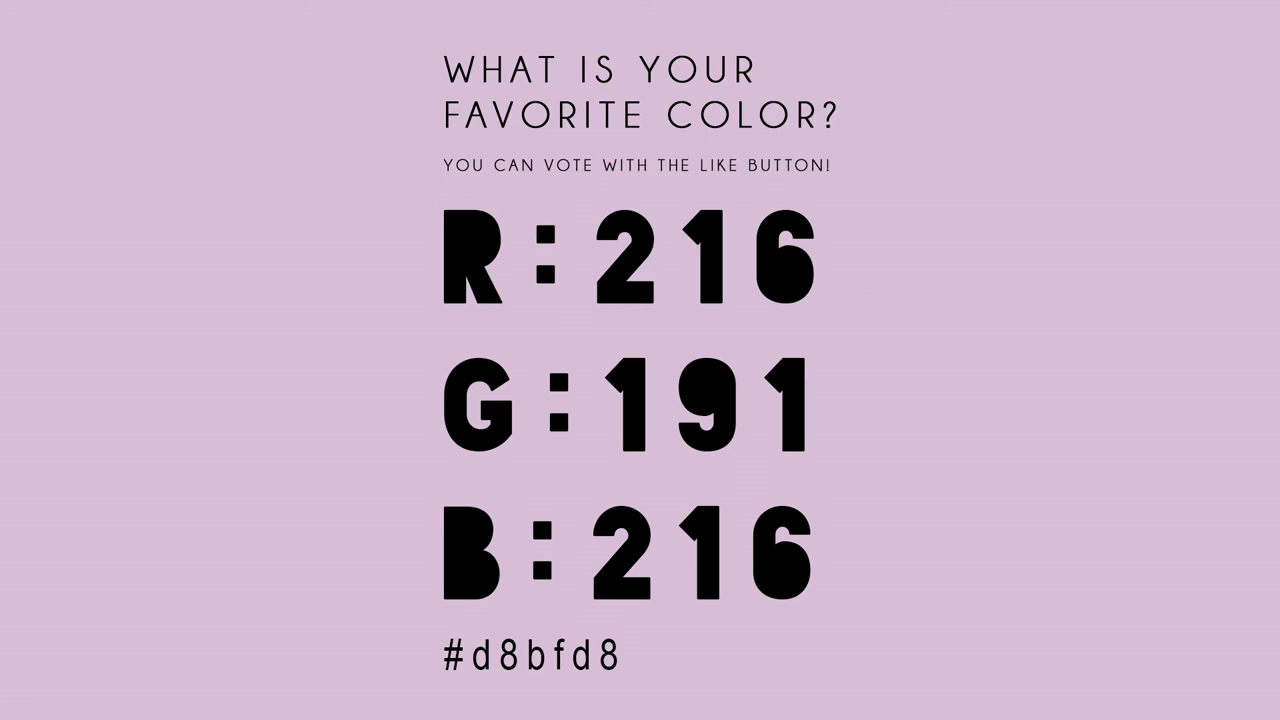 WHAT IS YOUR
FAVORITE COLOR?
YOU CAN VOTE WITH THE LIKE BUTTON!
R:216
G:191
B:216
#d8bfd8